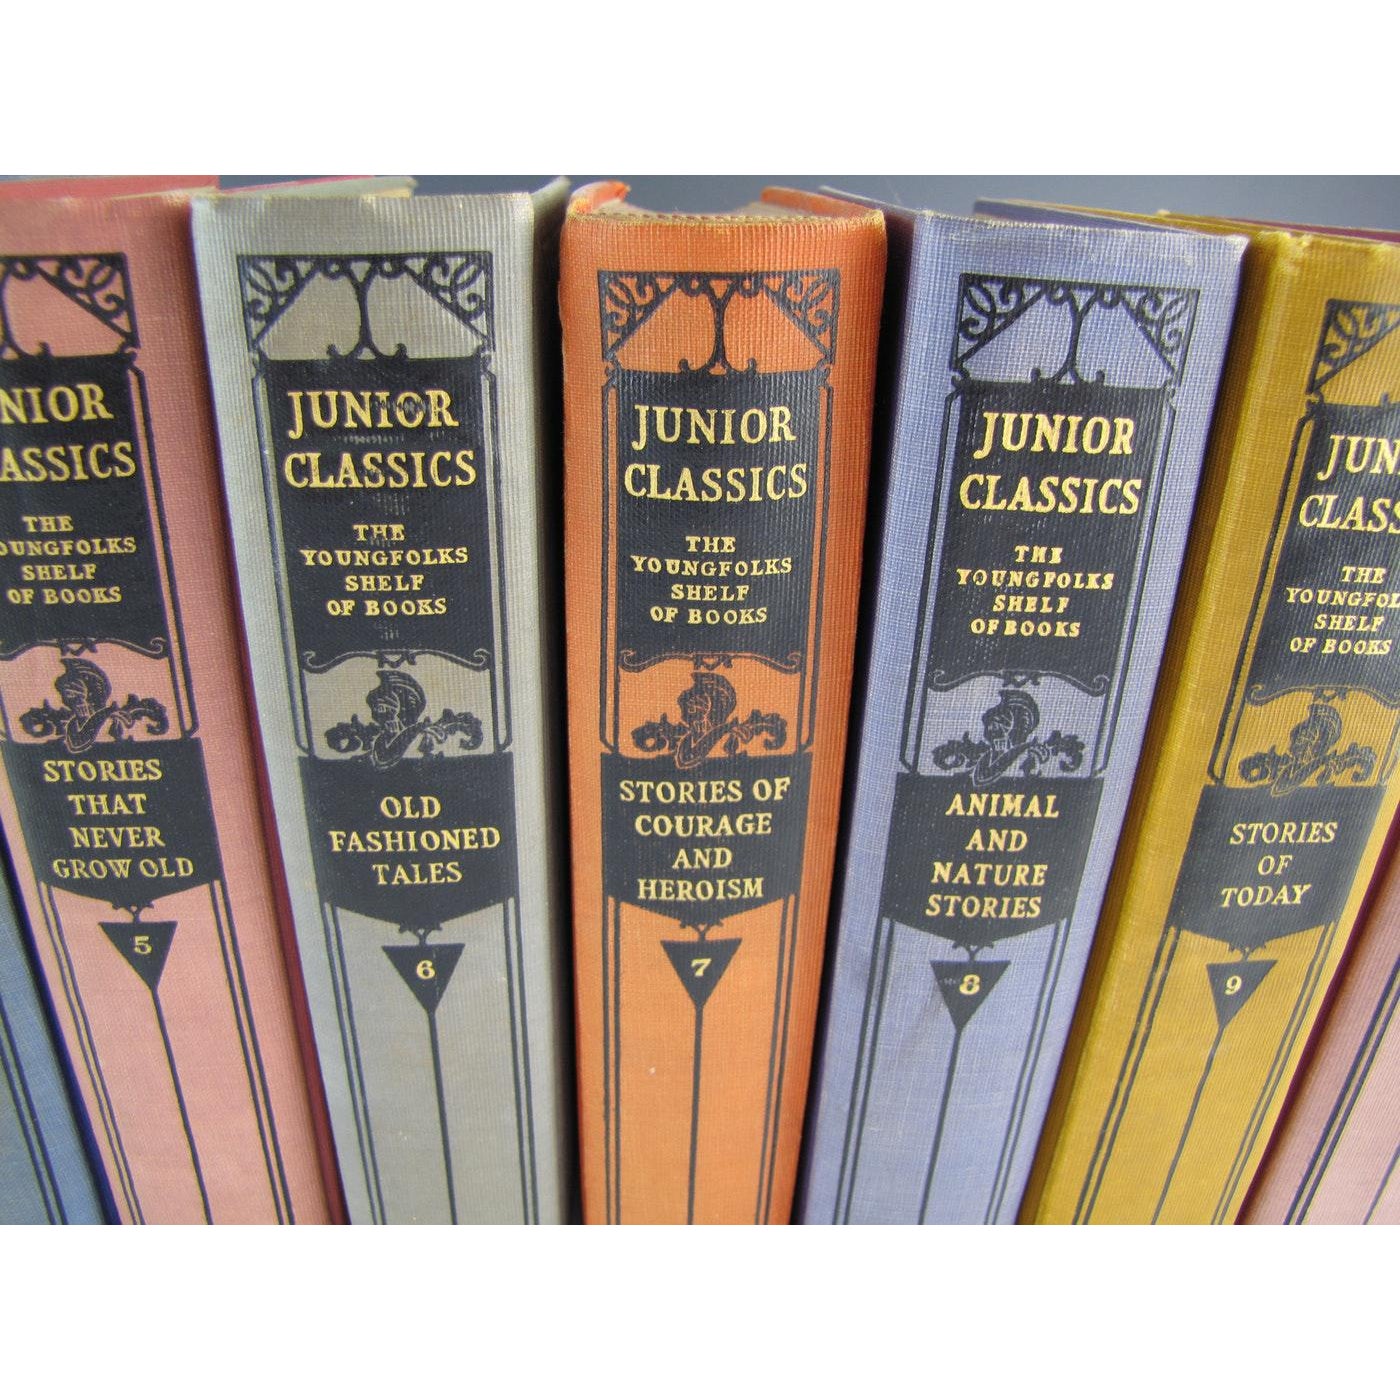 NIOR
ASSICS
THE
OUNGFOLKS
SHELF
OF BOOKS
STORIES
THAT
NEVER
GROW OLD
5
JUNIOR
CLASSICS
THE
YOUNGFOLKS
SHELF
OF BOOKS
OLD
FASHIONED
TALES
6
JUNIOR
CLASSICS
THE
YOUNGFOLKS
SHELF
OF BOOKS
STORIES OF
COURAGE
AND
HEROISM
7
JUNIOR
CLASSICS
THE
YOUNGFOLKS
SHELF
OF BOOKS
ANIMAL
AND
NATURE
STORIES
8
JUN
CLASS
THE
YOUNGFOL
SHELF
OF BOOKS
STORIES
OF
TODAY
9